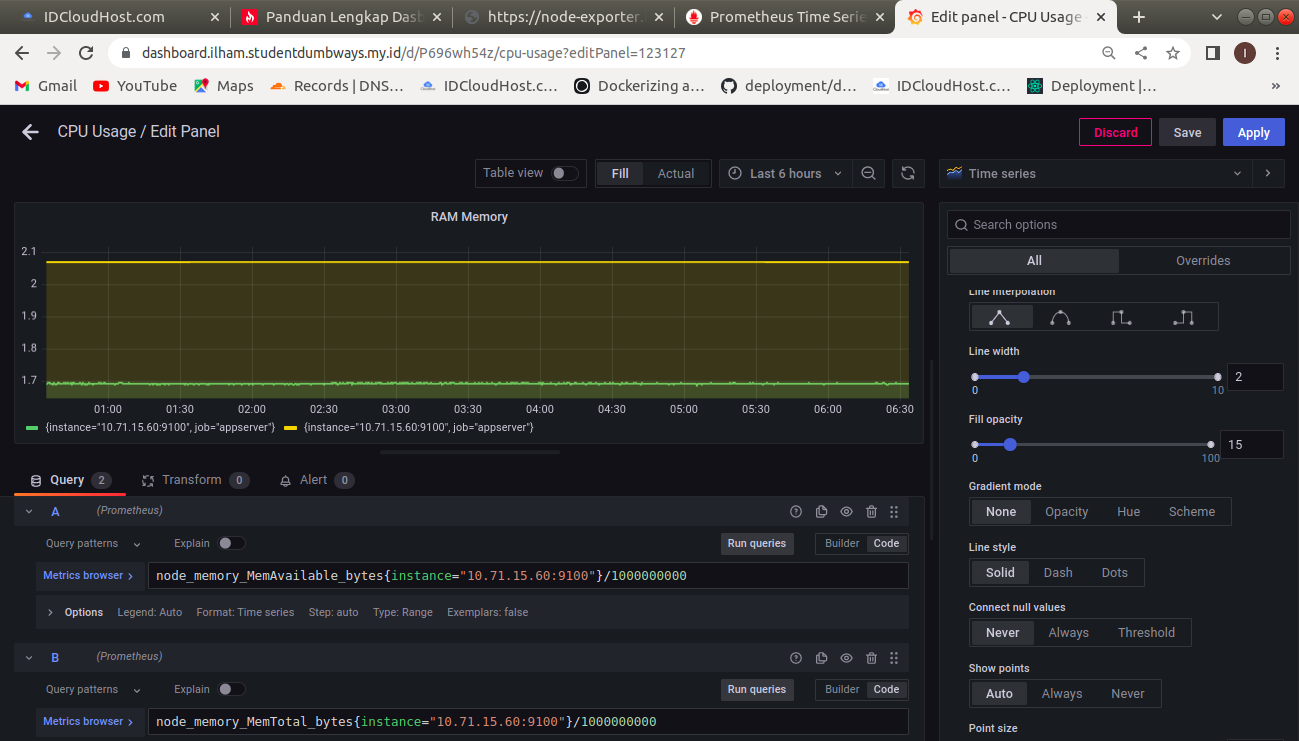 IDCloudHost.com
Panduan Lengkap Dasb
https://node-exporter.
Prometheus Time Serie
Edit panel - CPU Usage -
dashboard.ilham.studentdumbways.my.id/d/P696wh54z/cpu-usage?editPanel=123127
I
Gmail
YouTube
Maps
Records | DNS…
IDCloudHost.c…
Dockerizing a…
deployment/d…
IDCloudHost.c…
Deployment |…
»
CPU Usage / Edit Panel
Discard
Save
Apply
Table view
Fill
Actual
Last 6 hours
Time series
RAM Memory
2.1
2
1.9
1.8
1.7
01:00
01:30
02:00
02:30
03:00
03:30
04:00
04:30
05:00
05:30
06:00
06:30
{instance="10.71.15.60:9100", job="appserver"}
{instance="10.71.15.60:9100", job="appserver"}
Query 2
Transform 0
Alert 0
A (Prometheus)
Query patterns
Explain
Run queries
Builder
Code
Metrics browser >
node_memory_MemAvailable_bytes{instance="10.71.15.60:9100"}/1000000000
> Options Legend: Auto Format: Time series Step: auto Type: Range Exemplars: false
B (Prometheus)
Query patterns
Explain
Run queries
Builder
Code
Metrics browser >
node_memory_MemTotal_bytes{instance="10.71.15.60:9100"}/1000000000
Search options
All
Overrides
Line interpolation
Line width
0
10
2
Fill opacity
0
100
15
Gradient mode
None
Opacity
Hue
Scheme
Line style
Solid
Dash
Dots
Connect null values
Never
Always
Threshold
Show points
Auto
Always
Never
Point size